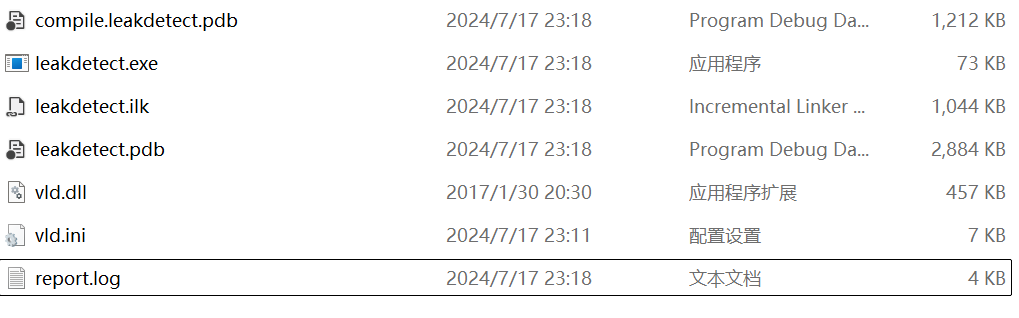 compile.leakdetect.pdb 2024/7/17 23:18 Program Debug Da... 1,212 KB
leakdetect.exe 2024/7/17 23:18 应用程序 73 KB
leakdetect.ilk 2024/7/17 23:18 Incremental Linker ... 1,044 KB
leakdetect.pdb 2024/7/17 23:18 Program Debug Da... 2,884 KB
vld.dll 2017/1/30 20:30 应用程序扩展 457 KB
vld.ini 2024/7/17 23:11 配置设置 7 KB
report.log 2024/7/17 23:18 文本文档 4 KB